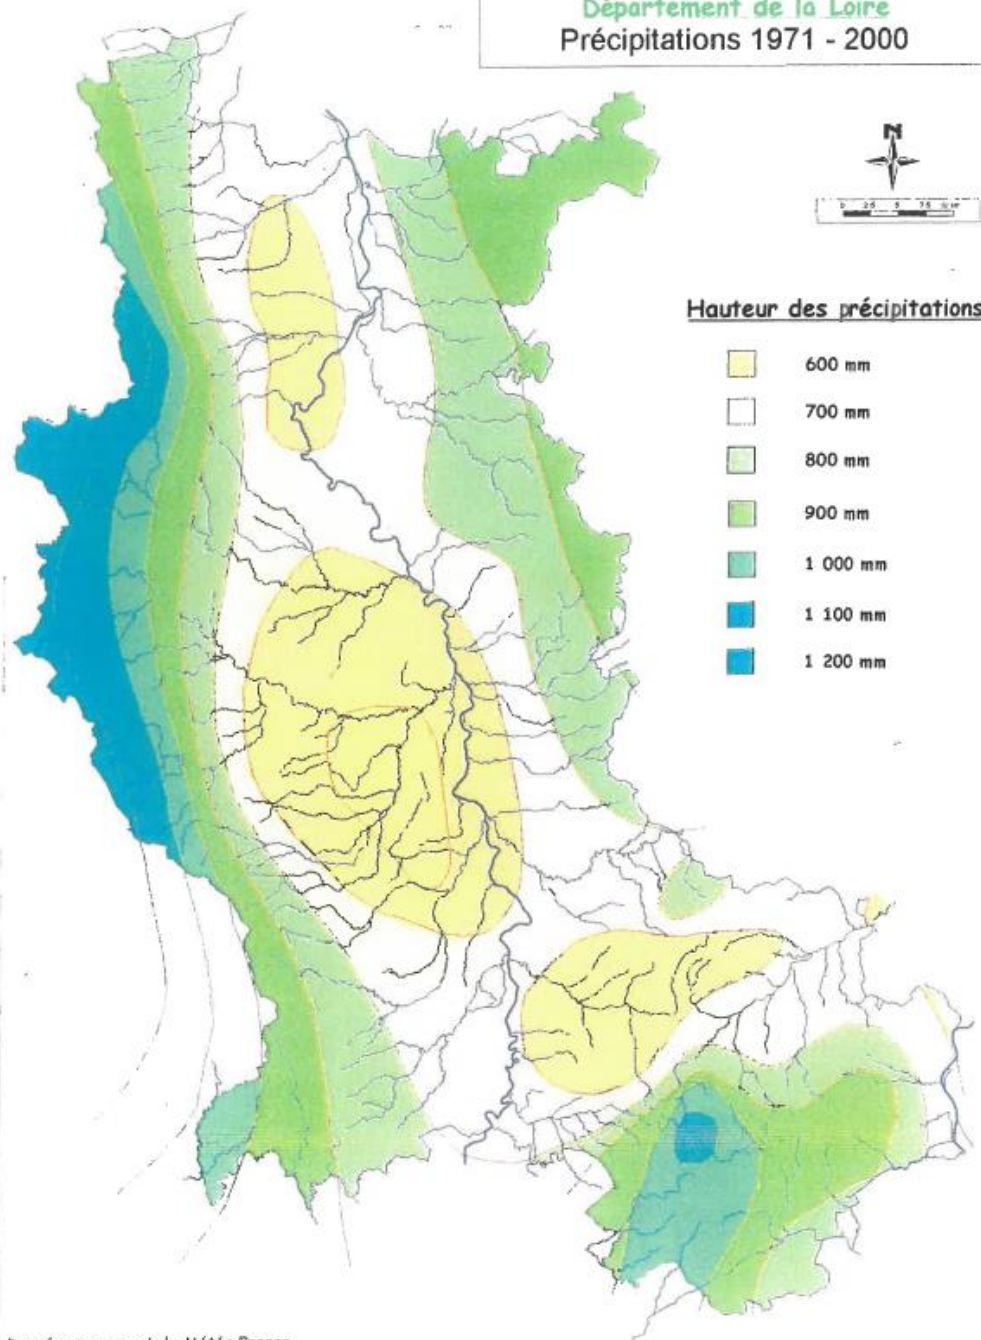 Département de la Loire
Précipitations 1971 - 2000
N
Hauteur des précipitations
600 mm
700 mm
800 mm
900 mm
1 000 mm
1 100 mm
1 200 mm